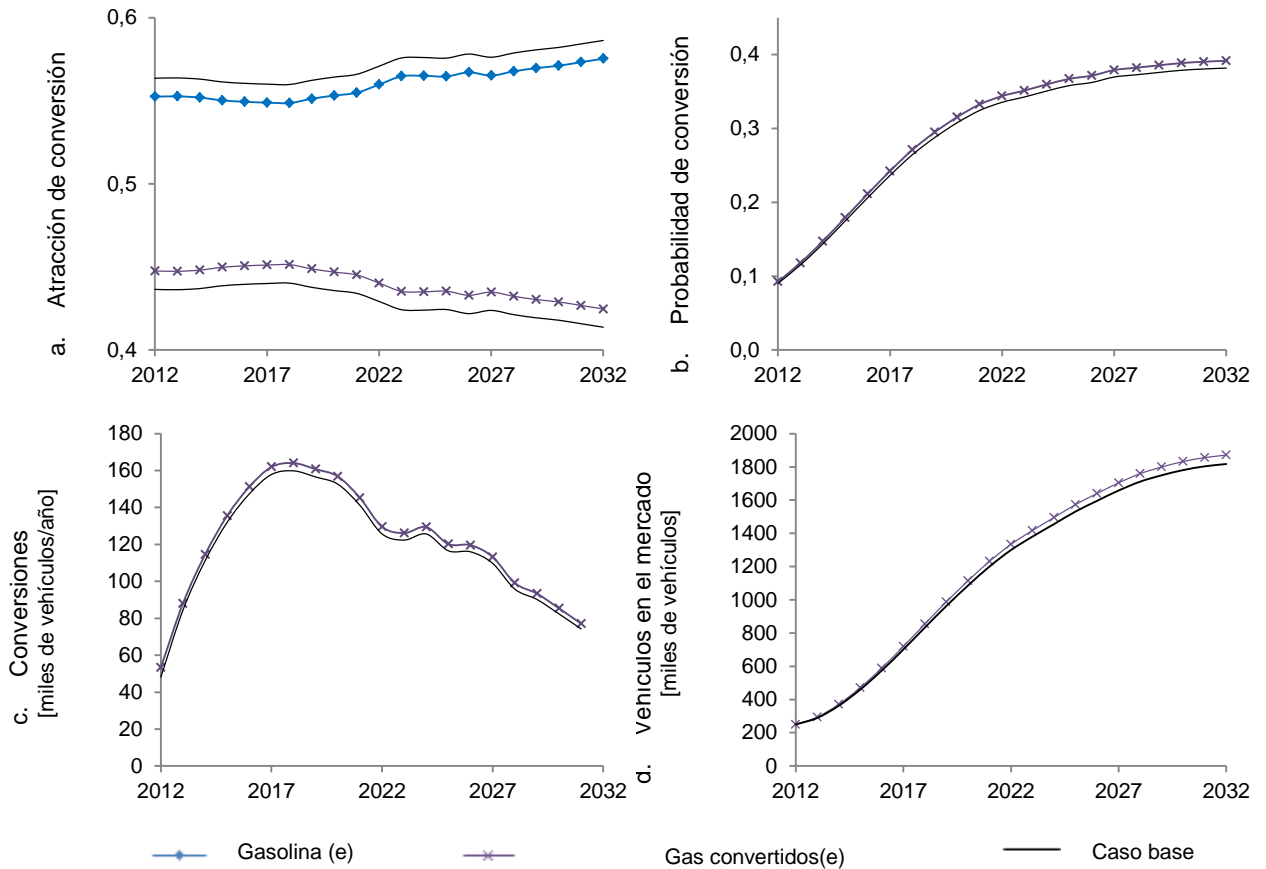 a. Atracción de conversión
0,6
0,5
0,4
2012 2017 2022 2027 2032
b. Probabilidad de conversión
0,4
0,3
0,2
0,1
0,0
2012 2017 2022 2027 2032
c. Conversiones
[miles de vehículos/año]
180
160
140
120
100
80
60
40
20
0
2012 2017 2022 2027 2032
d. Vehículos en el mercado
[miles de vehículos]
2000
1800
1600
1400
1200
1000
800
600
400
200
0
2012 2017 2022 2027 2032
Gasolina (e) Gas convertidos(e) Caso base